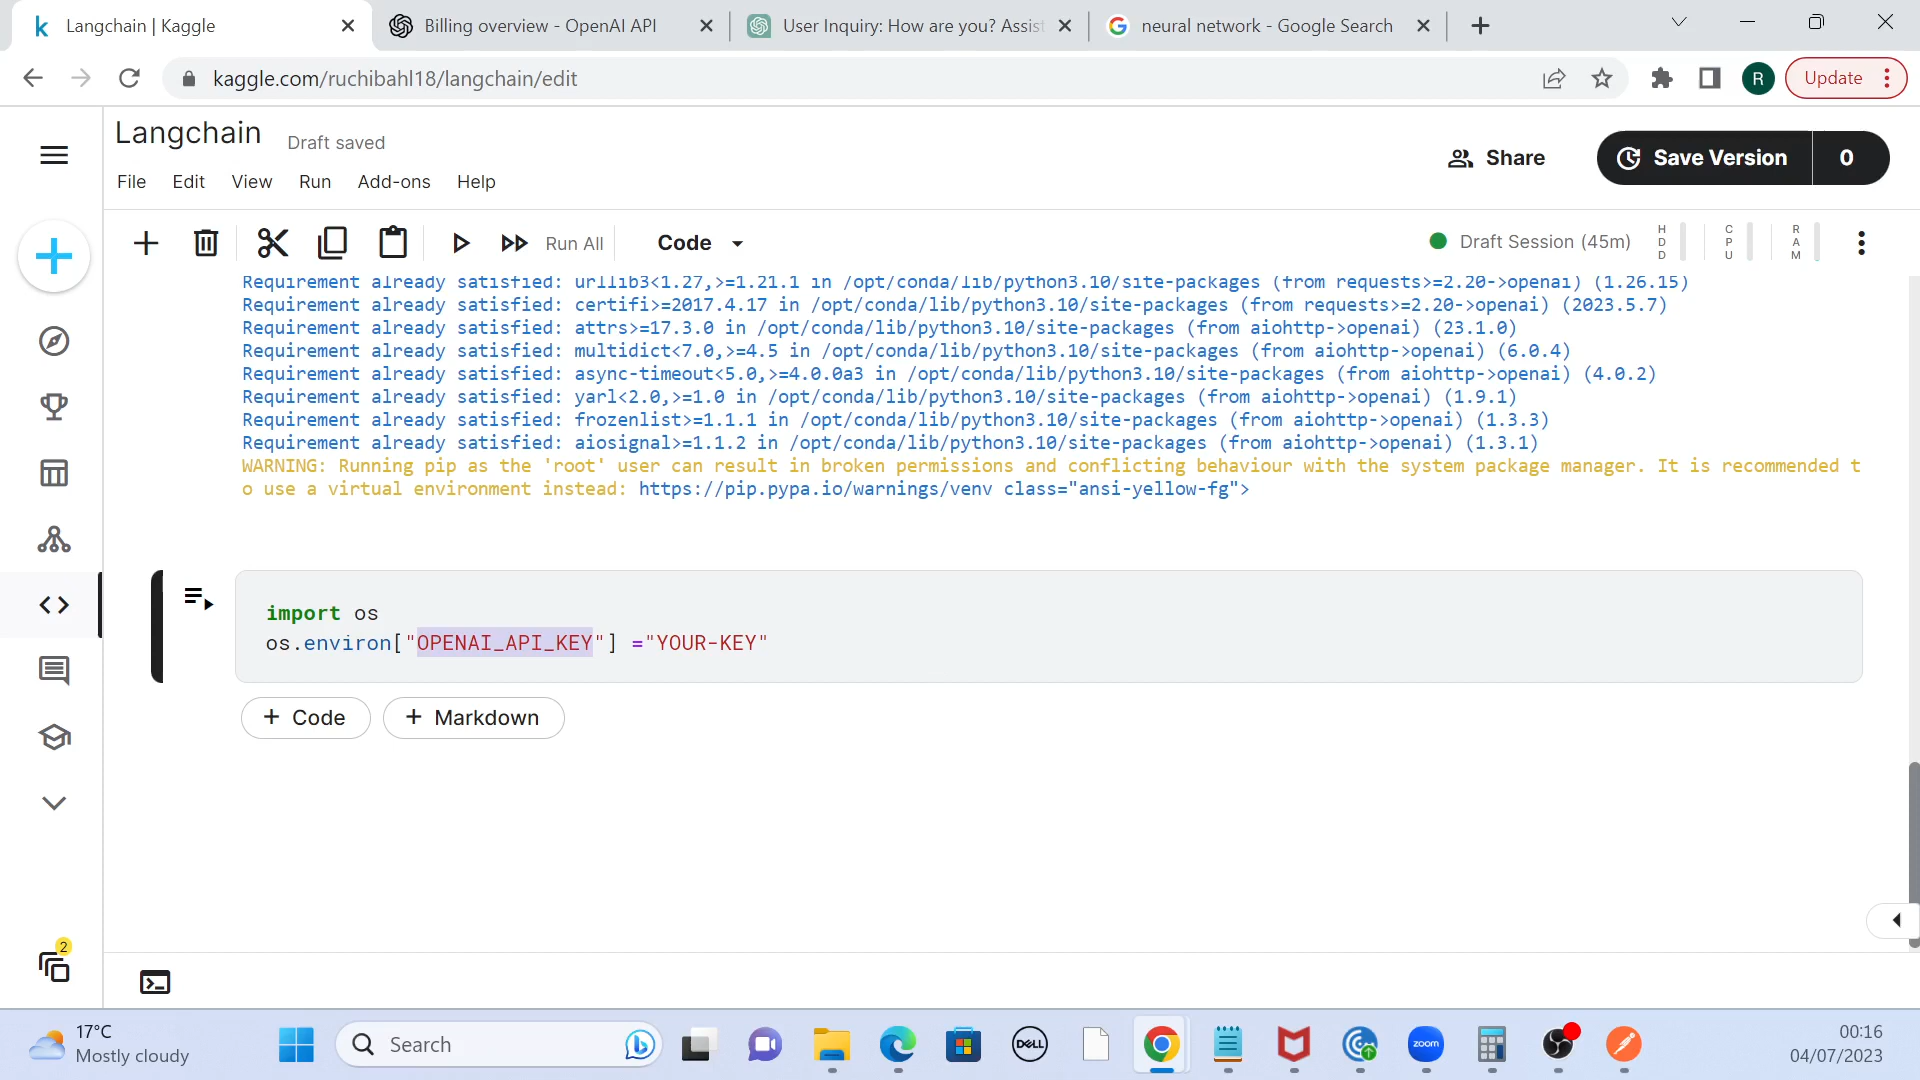 Langchain | Kaggle
Billing overview - OpenAI API
User Inquiry: How are you? Assist
neural network - Google Search
kaggle.com/ruchibahl18/langchain/edit
R
Update
Langchain
Draft saved
File Edit View Run Add-ons Help
Share
Save Version
0
Run All
Code
Draft Session (45m)
HDD
CPU
RAM
Requirement already satisfied: urllib3<1.27,>=1.21.1 in /opt/conda/lib/python3.10/site-packages (from requests>=2.20->openai) (1.26.15)
Requirement already satisfied: certifi>=2017.4.17 in /opt/conda/lib/python3.10/site-packages (from requests>=2.20->openai) (2023.5.7)
Requirement already satisfied: attrs>=17.3.0 in /opt/conda/lib/python3.10/site-packages (from aiohttp->openai) (23.1.0)
Requirement already satisfied: multidict<7.0,>=4.5 in /opt/conda/lib/python3.10/site-packages (from aiohttp->openai) (6.0.4)
Requirement already satisfied: async-timeout<5.0,>=4.0.0a3 in /opt/conda/lib/python3.10/site-packages (from aiohttp->openai) (4.0.2)
Requirement already satisfied: yarl<2.0,>=1.0 in /opt/conda/lib/python3.10/site-packages (from aiohttp->openai) (1.9.1)
Requirement already satisfied: frozenlist>=1.1.1 in /opt/conda/lib/python3.10/site-packages (from aiohttp->openai) (1.3.3)
Requirement already satisfied: aiosignal>=1.1.2 in /opt/conda/lib/python3.10/site-packages (from aiohttp->openai) (1.3.1)
WARNING: Running pip as the 'root' user can result in broken permissions and conflicting behaviour with the system package manager. It is recommended t
o use a virtual environment instead: https://pip.pypa.io/warnings/venv class="ansi-yellow-fg">
import os
os.environ["OPENAI_API_KEY"] ="YOUR-KEY"
+ Code
+ Markdown
2
17°C
Mostly cloudy
Search
DELL
zoom
00:16
04/07/2023